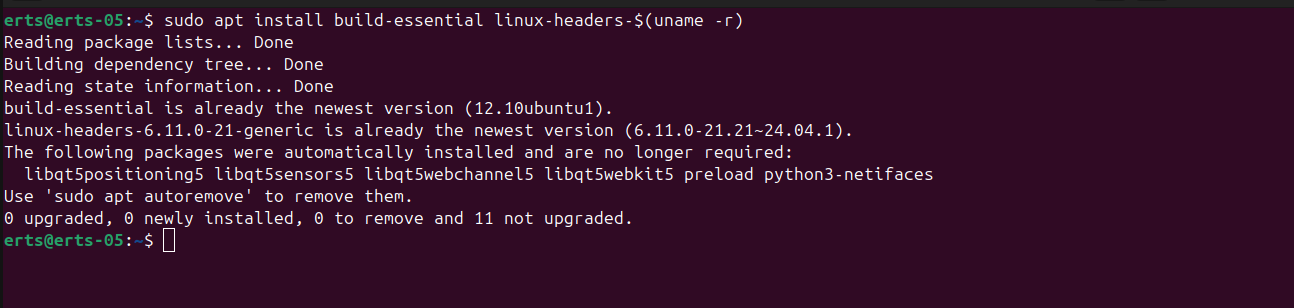 erts@erts-05:~$ sudo apt install build-essential linux-headers-$(uname -r)
Reading package lists... Done
Building dependency tree... Done
Reading state information... Done
build-essential is already the newest version (12.10ubuntu1).
linux-headers-6.11.0-21-generic is already the newest version (6.11.0-21.21~24.04.1).
The following packages were automatically installed and are no longer required:
  libqt5positioning5 libqt5sensors5 libqt5webchannel5 libqt5webkit5 preload python3-netifaces
Use 'sudo apt autoremove' to remove them.
0 upgraded, 0 newly installed, 0 to remove and 11 not upgraded.
erts@erts-05:~$